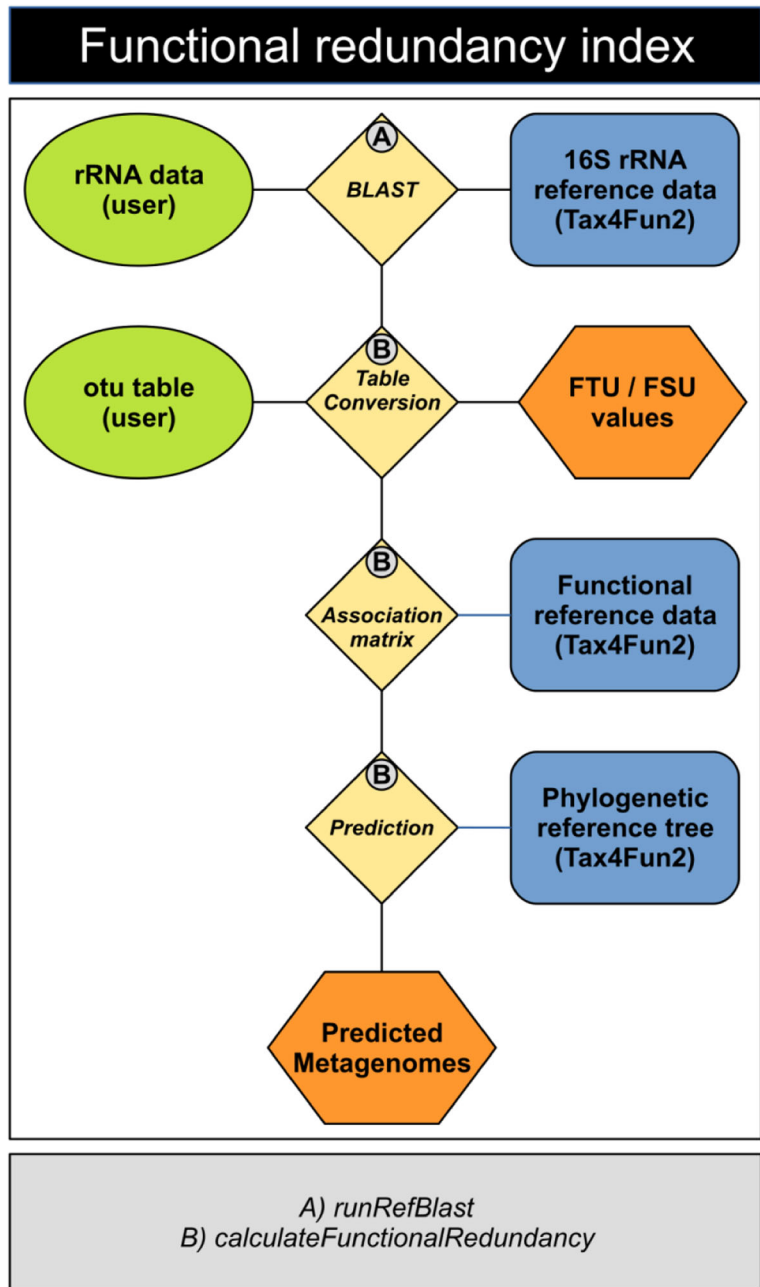 Functional redundancy index
A
rRNA data
(user)
BLAST
16S rRNA
reference data
(Tax4Fun2)
B
otu table
(user)
Table
Conversion
FTU / FSU
values
B
Association
matrix
Functional
reference data
(Tax4Fun2)
B
Prediction
Phylogenetic
reference tree
(Tax4Fun2)
Predicted
Metagenomes
A) runRefBlast
B) calculateFunctionalRedundancy